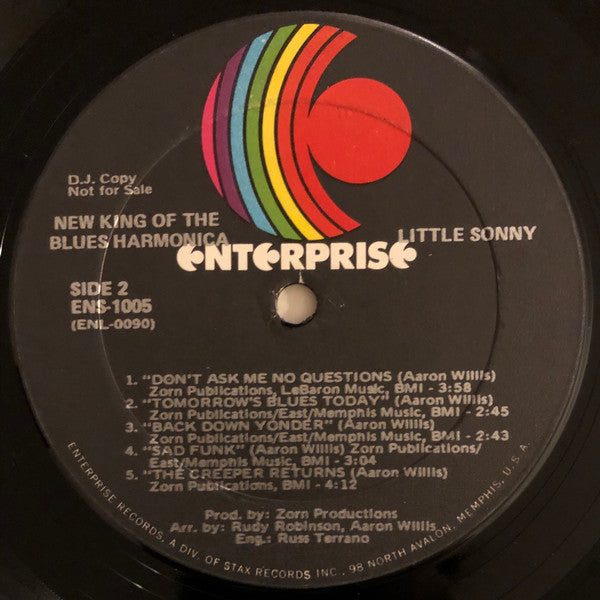 D.J. Copy
Not for Sale
NEW KING OF THE
BLUES HARMONICA
LITTLE SONNY
ENTERPRISE
SIDE 2
ENS-1005
(ENL-0090)
1. "DON'T ASK ME NO QUESTIONS (Aaron Willis)
Zorn Publications, LeBaron Music, BMI - 3:58
2. "TOMORROW'S BLUES TODAY" (Aaron Willis)
Zorn Publications/East/Memphis Music, BMI - 2:45
3. "BACK DOWN YONDER" (Aaron Willis)
Zorn Publications/East/Memphis Music, BMI - 2:43
4. "SAD FUNK" (Aaron Willis) Zorn Publications/
East/Memphis Music, BMI - 3:04
5. "THE CREEPER RETURNS (Aaron Willis)
Zorn Publications, BMI - 4:12
Prod. by: Zorn Productions
Arr. by: Rudy Robinson, Aaron Willis
Eng.: Russ Terrano
ENTERPRISE RECORDS, A DIV. OF STAX RECORDS INC., 98 NORTH AVALON, MEMPHIS, U.S.A.